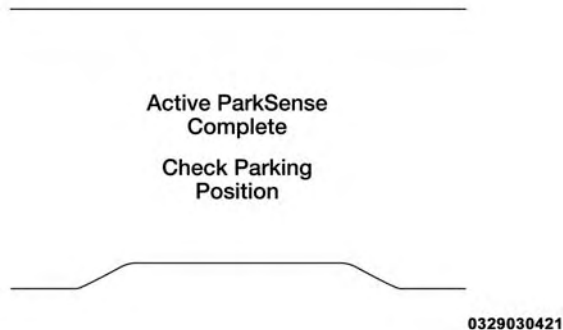 Active ParkSense
Complete
Check Parking
Position
0329030421